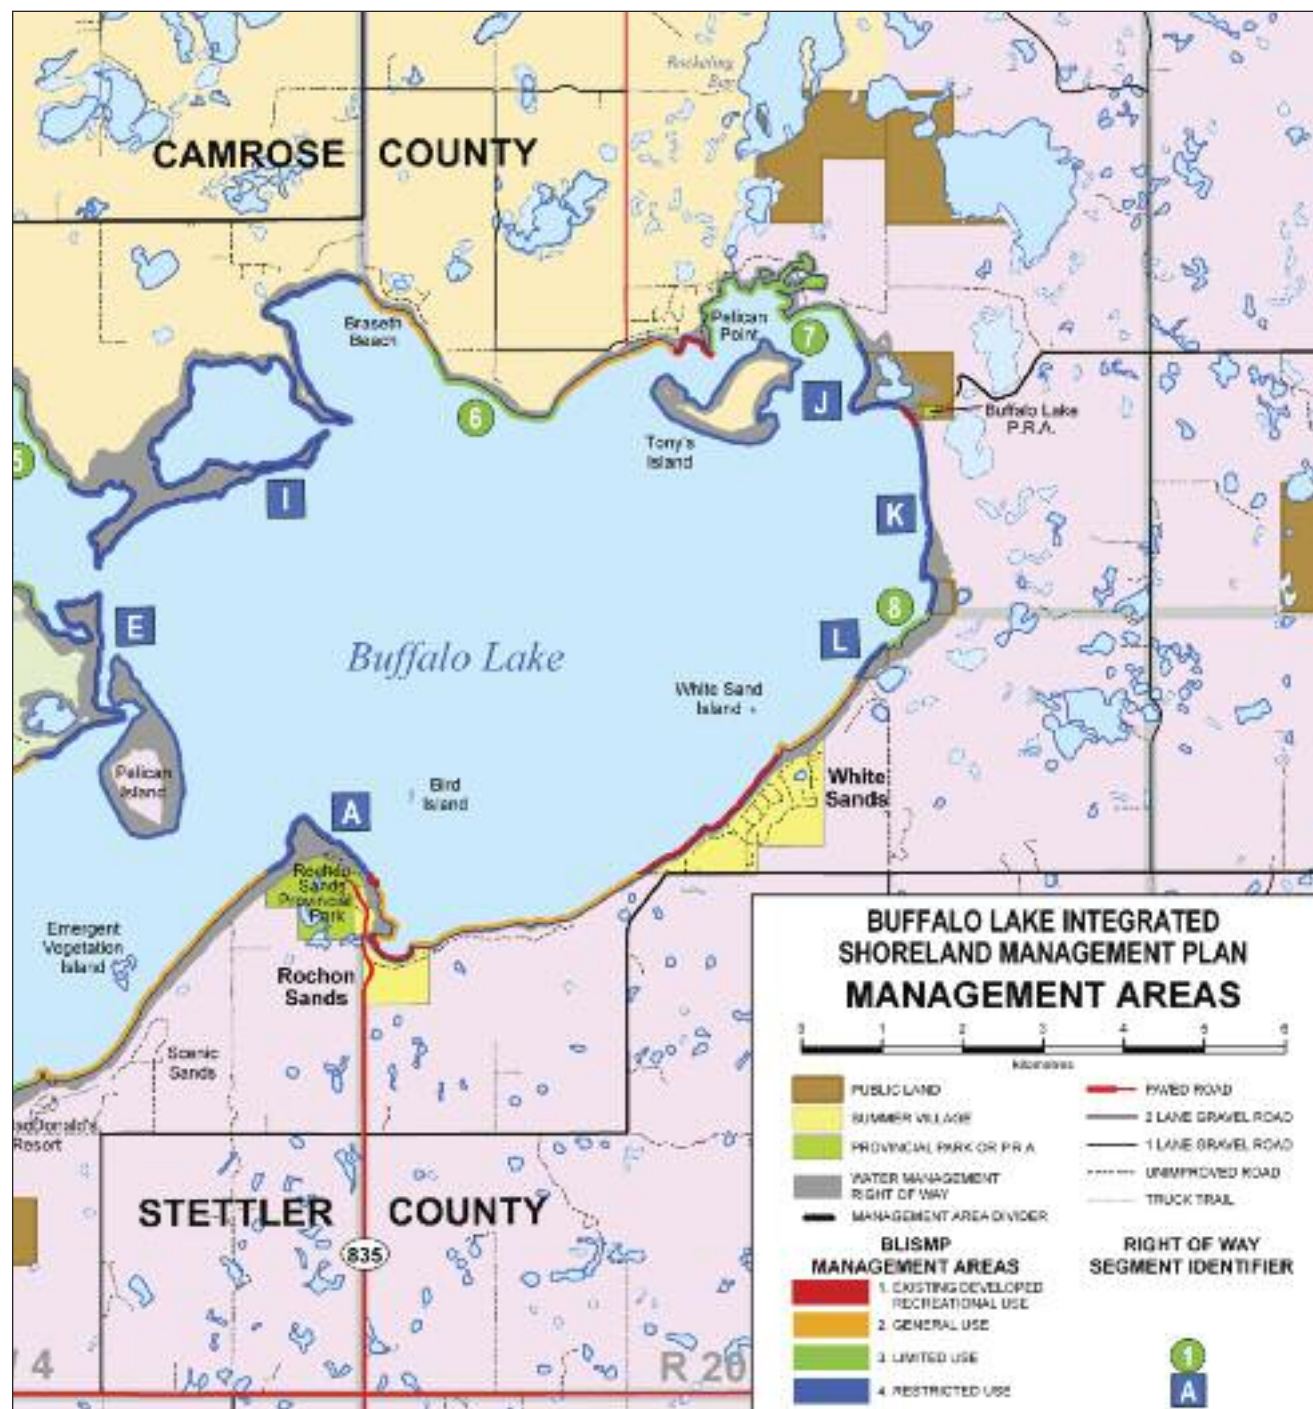 Rockeling
Bay
CAMROSE COUNTY
Braseth
Beach
Pelican
Point
7
J
6
Tony's
Island
Buffalo Lake
P.R.A.
5
I
K
8
E
L
Buffalo Lake
White Sand
Island
Pelican
Island
Bird
Island
A
White
Sands
Sands
Provincial
Park
Emergent
Vegetation
Island
Rochon
Sands
Scenic
Sands
Resort
STETTLER COUNTY
835
4
R 20
BUFFALO LAKE INTEGRATED
SHORELAND MANAGEMENT PLAN
MANAGEMENT AREAS
0 1 2 3 4 5 6
kilometres
PUBLIC LAND
SUMMER VILLAGE
PROVINCIAL PARK OR P.R.A.
WATER MANAGEMENT
RIGHT OF WAY
MANAGEMENT AREA DIVIDER
PAVED ROAD
2 LANE GRAVEL ROAD
1 LANE GRAVEL ROAD
UNIMPROVED ROAD
TRUCK TRAIL
BLISMP
MANAGEMENT AREAS
1. EXISTING DEVELOPED
RECREATIONAL USE
2. GENERAL USE
3. LIMITED USE
4. RESTRICTED USE
RIGHT OF WAY
SEGMENT IDENTIFIER
1
A